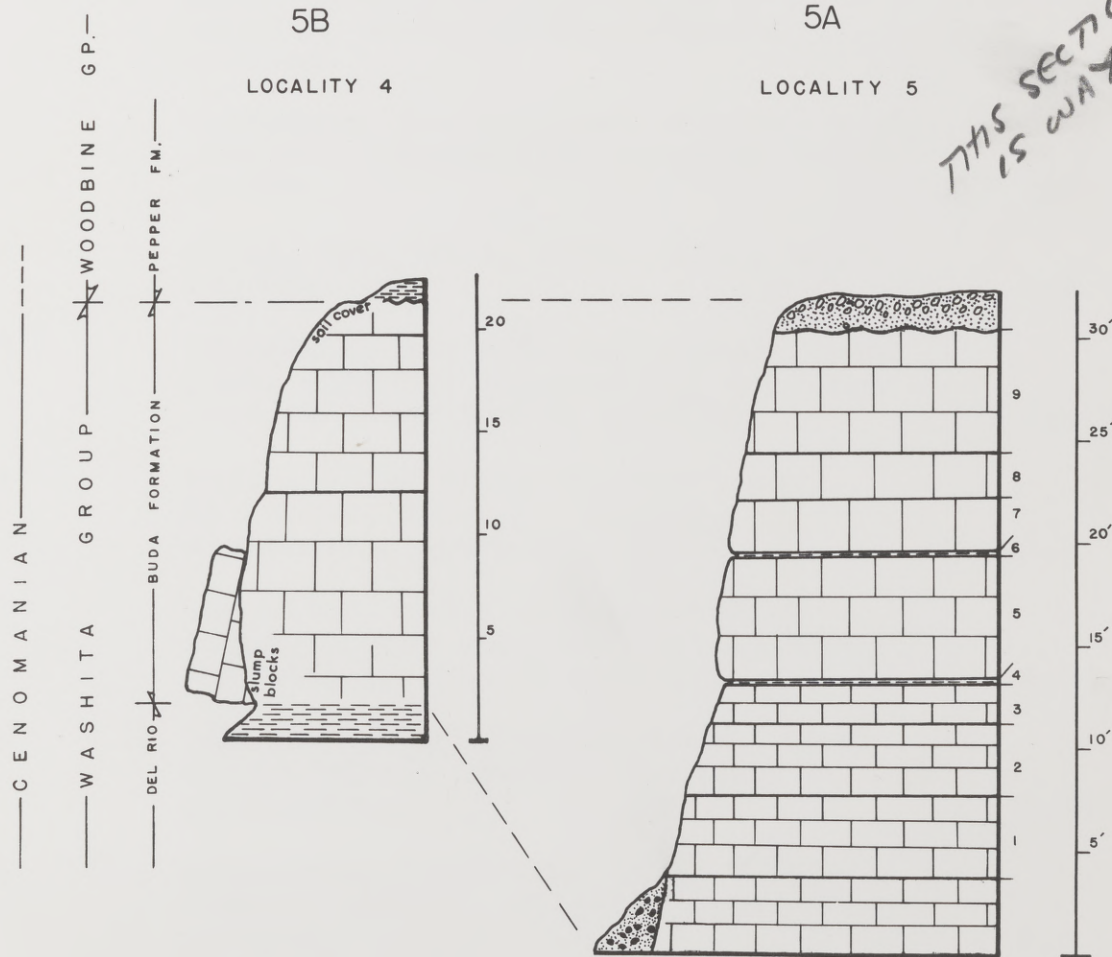 5B
5A
LOCALITY 4
LOCALITY 5
THIS SECTIO
IS WAY
CENOMANIAN
WASHITA GROUP
WOODBINE GP.
DEL RIO
BUDA FORMATION
PEPPER FM.
soil cover
slump
blocks
20
15
10
5
9
8
7
6
5
4
3
2
1
30'
25'
20'
15'
10'
5'